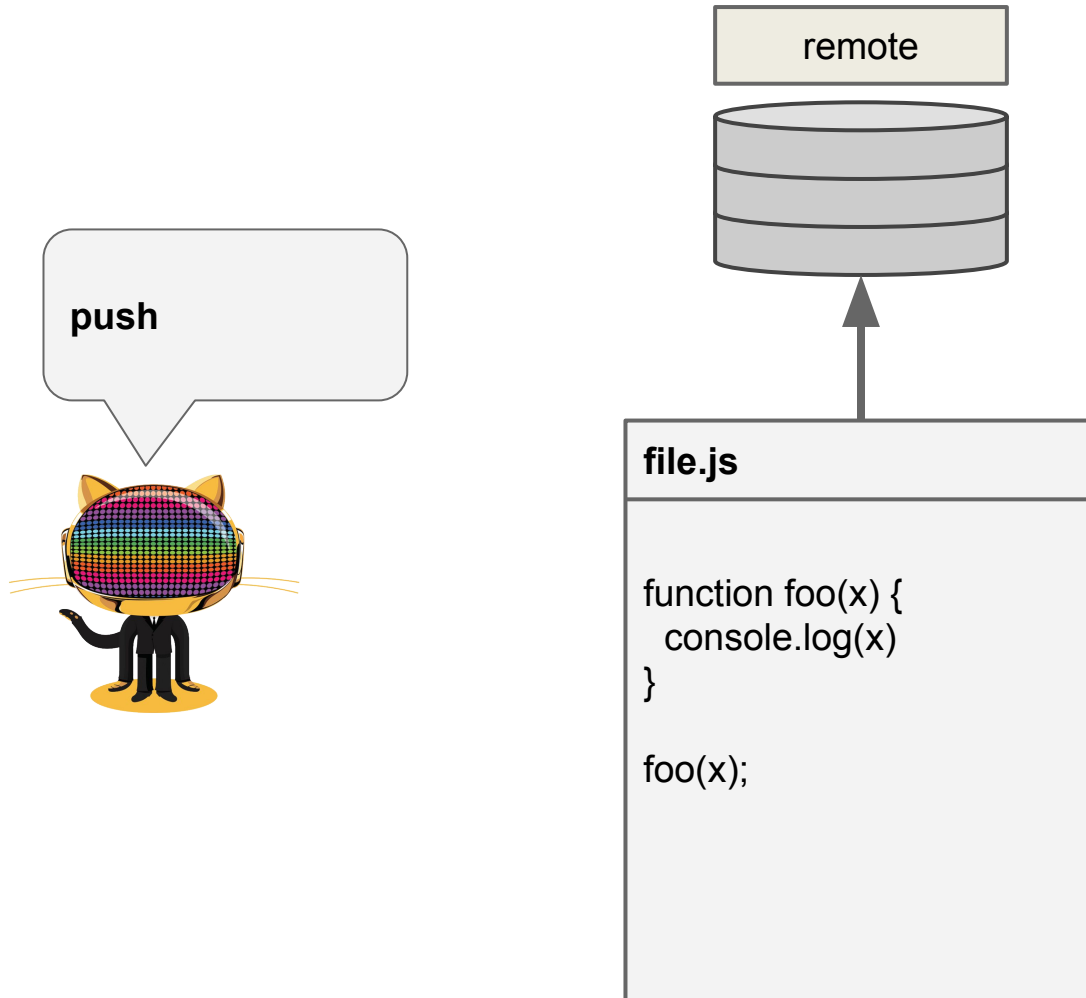 remote
push
file.js
function foo(x) {
  console.log(x)
}
foo(x);